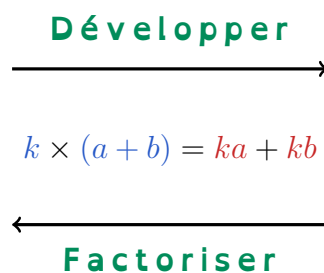 Développer
k × (a + b) = ka + kb
Factoriser